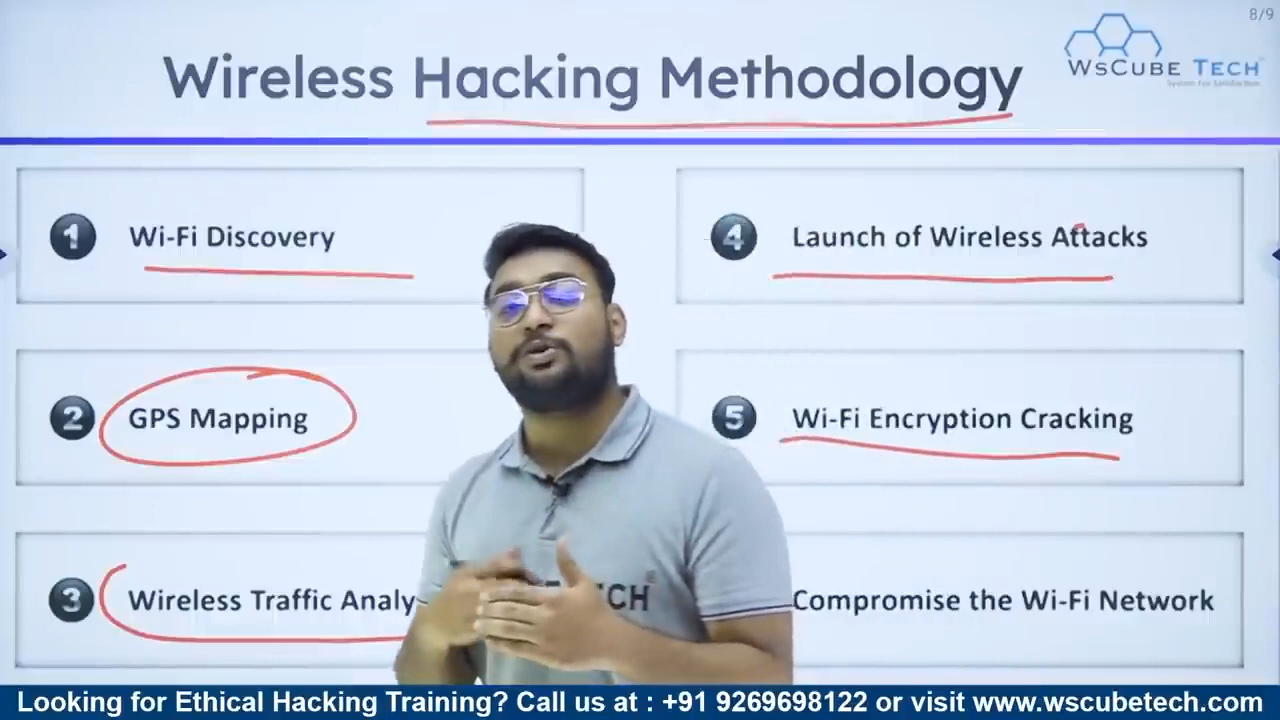 8/9
Wireless Hacking Methodology
WSCUBE TECH
1 Wi-Fi Discovery
2 GPS Mapping
3 Wireless Traffic Analy
4 Launch of Wireless Attacks
5 Wi-Fi Encryption Cracking
Compromise the Wi-Fi Network
TECH
Looking for Ethical Hacking Training? Call us at : +91 9269698122 or visit www.wscubetech.com